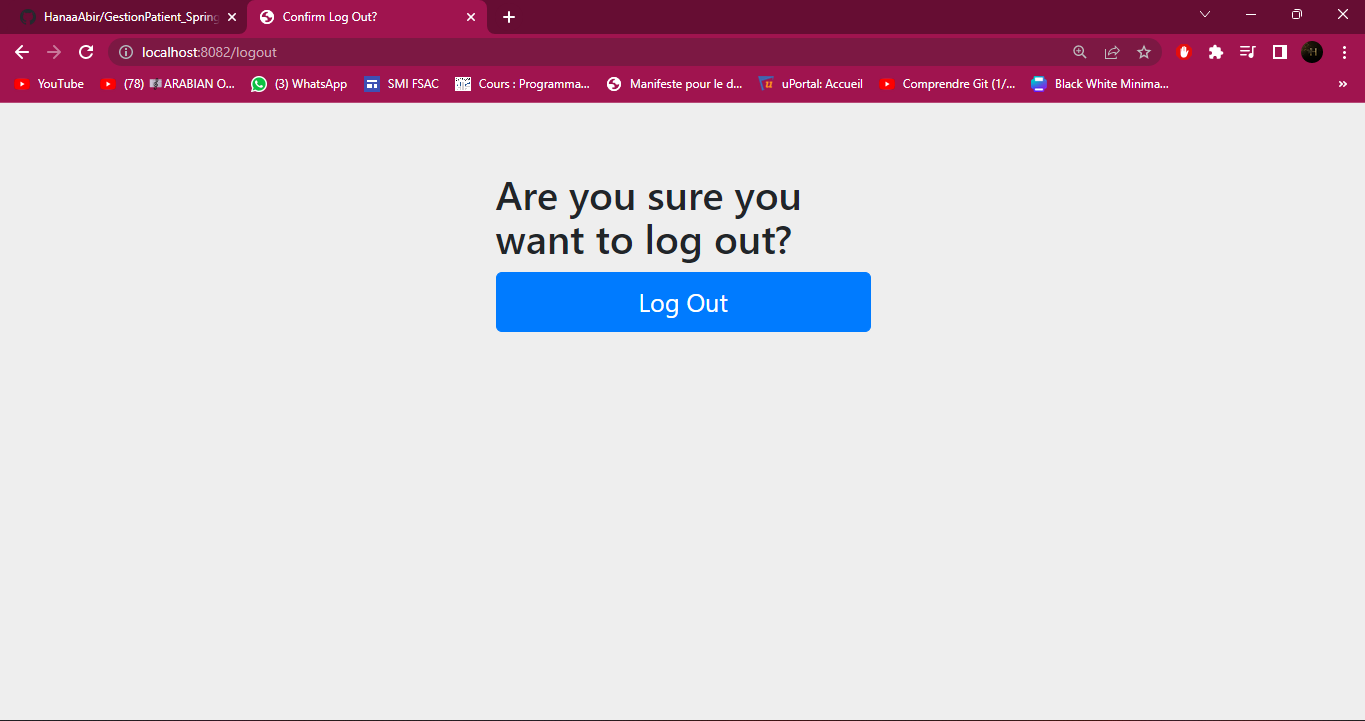 HanaaAbir/GestionPatient_Spring
Confirm Log Out?
localhost:8082/logout
YouTube
(78) ARABIAN O...
(3) WhatsApp
SMI FSAC
Cours : Programma...
Manifeste pour le d...
uPortal: Accueil
Comprendre Git (1/...
Black White Minima...
»
Are you sure you
want to log out?
Log Out